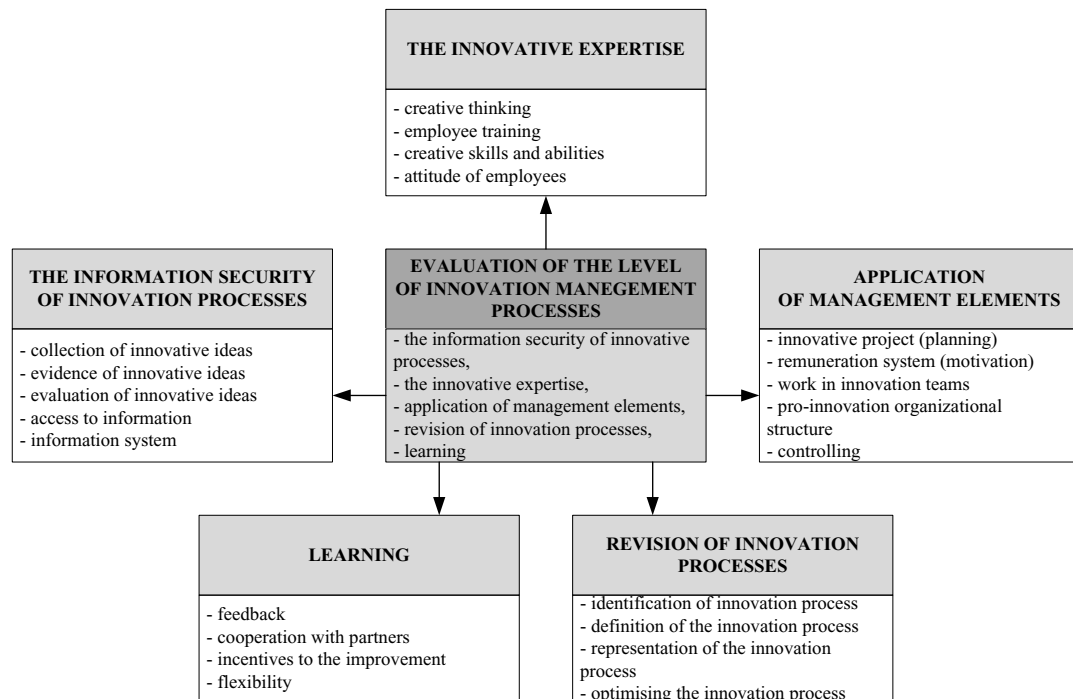 THE INNOVATIVE EXPERTISE
- creative thinking
- employee training
- creative skills and abilities
- attitude of employees
THE INFORMATION SECURITY
OF INNOVATION PROCESSES
- collection of innovative ideas
- evidence of innovative ideas
- evaluation of innovative ideas
- access to information
- information system
EVALUATION OF THE LEVEL
OF INNOVATION MANEGEMENT
PROCESSES
- the information security of innovative
processes,
- the innovative expertise,
- application of management elements,
- revision of innovation processes,
- learning
APPLICATION
OF MANAGEMENT ELEMENTS
- innovative project (planning)
- remuneration system (motivation)
- work in innovation teams
- pro-innovation organizational
structure
- controlling
LEARNING
- feedback
- cooperation with partners
- incentives to the improvement
- flexibility
REVISION OF INNOVATION
PROCESSES
- identification of innovation process
- definition of the innovation process
- representation of the innovation
process
- optimising the innovation process